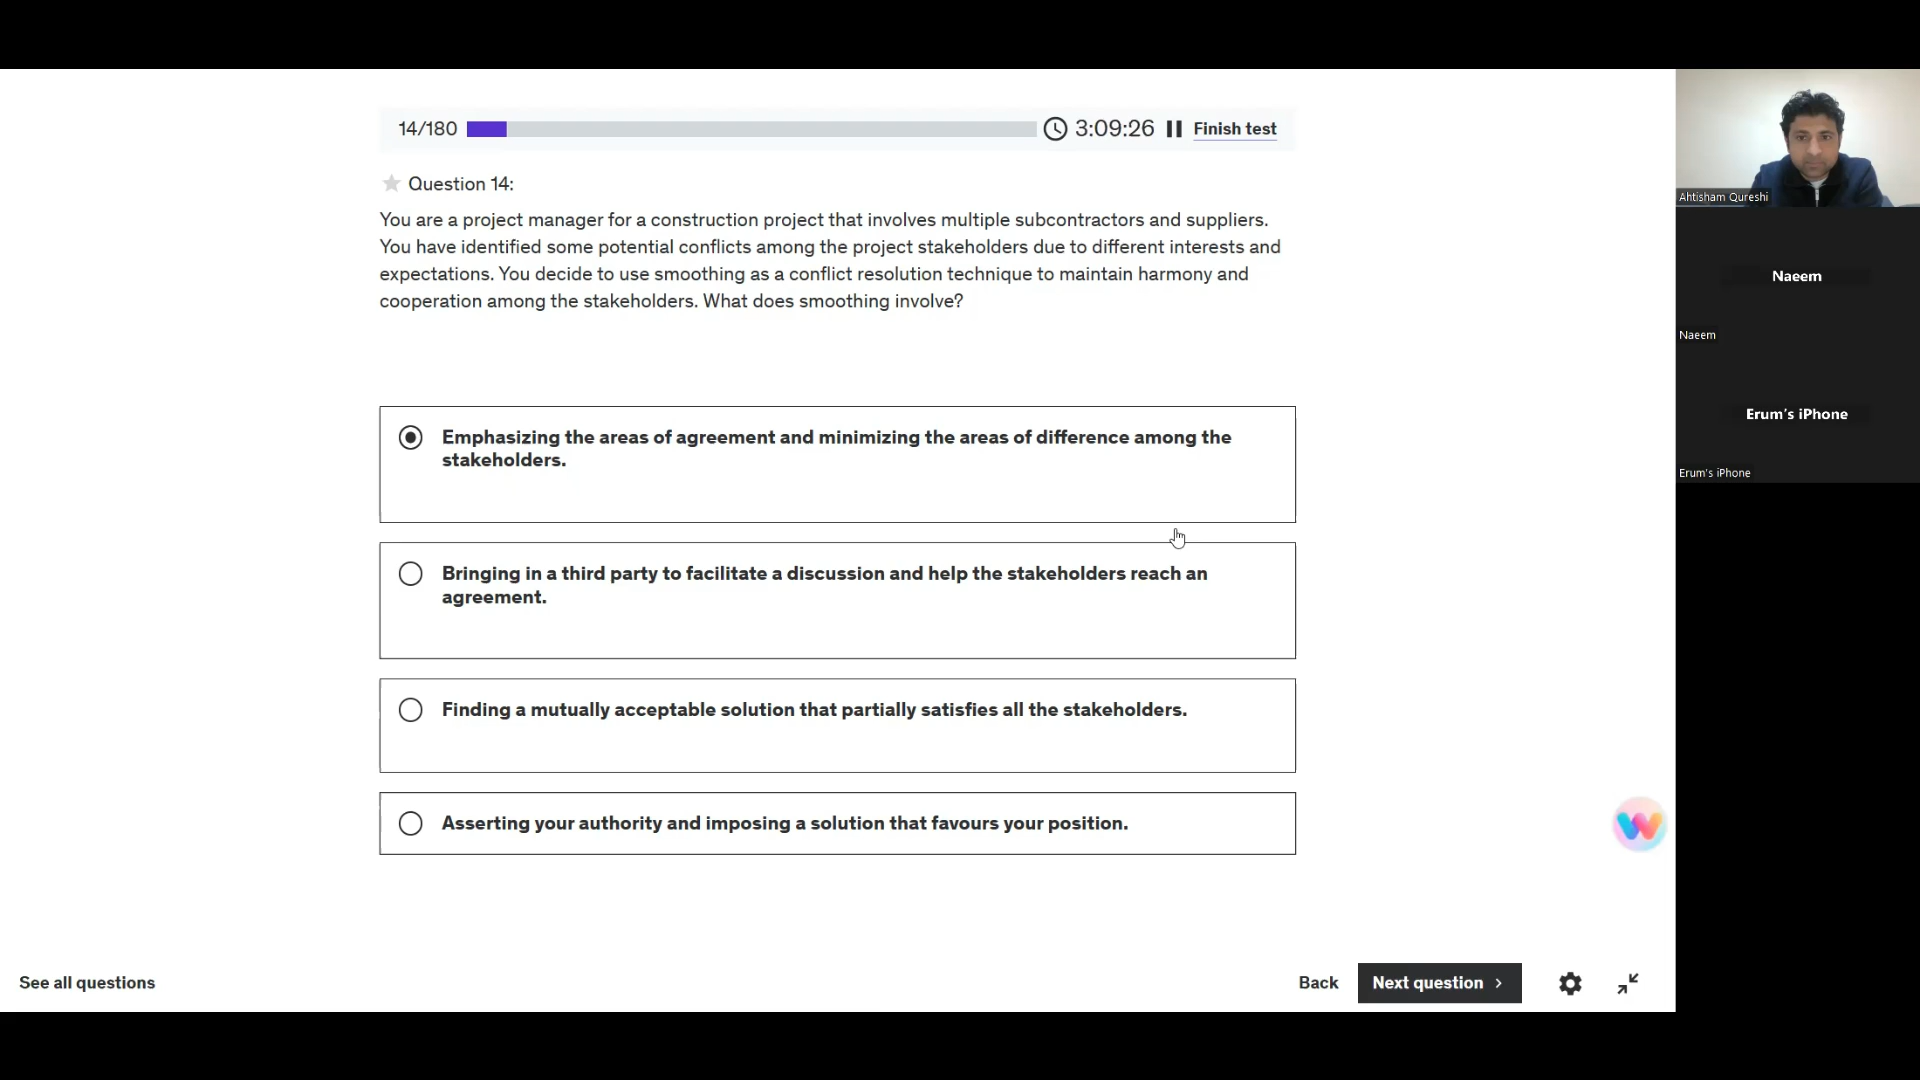 14/180
3:09:26
Finish test
Question 14:
You are a project manager for a construction project that involves multiple subcontractors and suppliers.
You have identified some potential conflicts among the project stakeholders due to different interests and
expectations. You decide to use smoothing as a conflict resolution technique to maintain harmony and
cooperation among the stakeholders. What does smoothing involve?
Emphasizing the areas of agreement and minimizing the areas of difference among the
stakeholders.
Bringing in a third party to facilitate a discussion and help the stakeholders reach an
agreement.
Finding a mutually acceptable solution that partially satisfies all the stakeholders.
Asserting your authority and imposing a solution that favours your position.
See all questions
Back
Next question
Ahtisham Qureshi
Naeem
Naeem
Erum's iPhone
Erum's iPhone